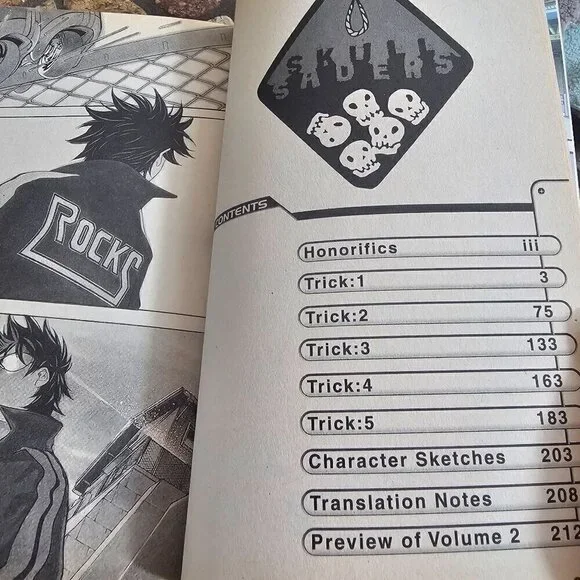 ROCKS
SKULL
SADERS
CONTENTS
Honorifics iii
Trick:1 3
Trick:2 75
Trick:3 133
Trick:4 163
Trick:5 183
Character Sketches 203
Translation Notes 208
Preview of Volume 2 212